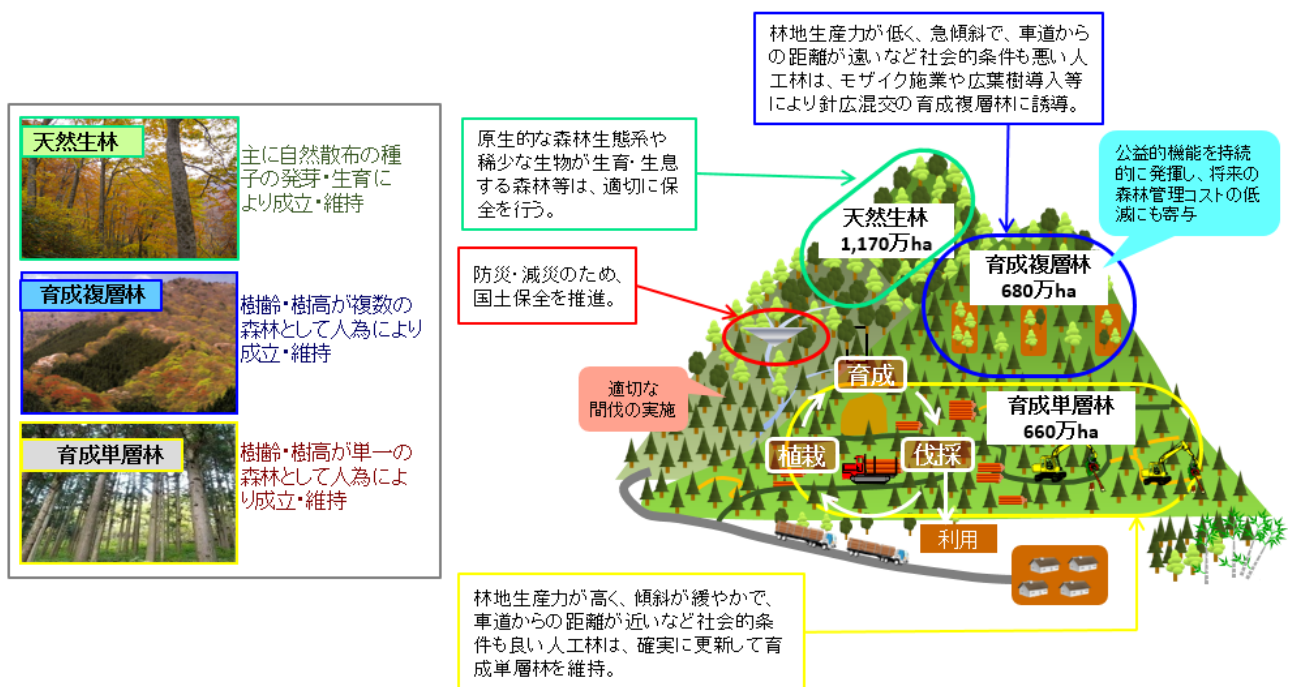 天然生林
主に自然散布の種
子の発芽・生育に
より成立・維持
育成複層林
樹齢・樹高が複数の
森林として人為により
成立・維持
育成単層林
樹齢・樹高が単一の
森林として人為によ
り成立・維持
林地生産力が低く、急傾斜で、車道から
の距離が遠いなど社会的条件も悪い人
工林は、モザイク施業や広葉樹導入等
により針広混交の育成複層林に誘導。
原生的な森林生態系や
稀少な生物が生育・生息
する森林等は、適切に保
全を行う。
公益的機能を持続
的に発揮し、将来の
森林管理コストの低
減にも寄与
天然生林
1,170万ha
育成複層林
680万ha
防災・減災のため、
国土保全を推進。
適切な
間伐の実施
育成
植栽
伐採
利用
育成単層林
660万ha
林地生産力が高く、傾斜が緩やかで、
車道からの距離が近いなど社会的条
件も良い人工林は、確実に更新して育
成単層林を維持。